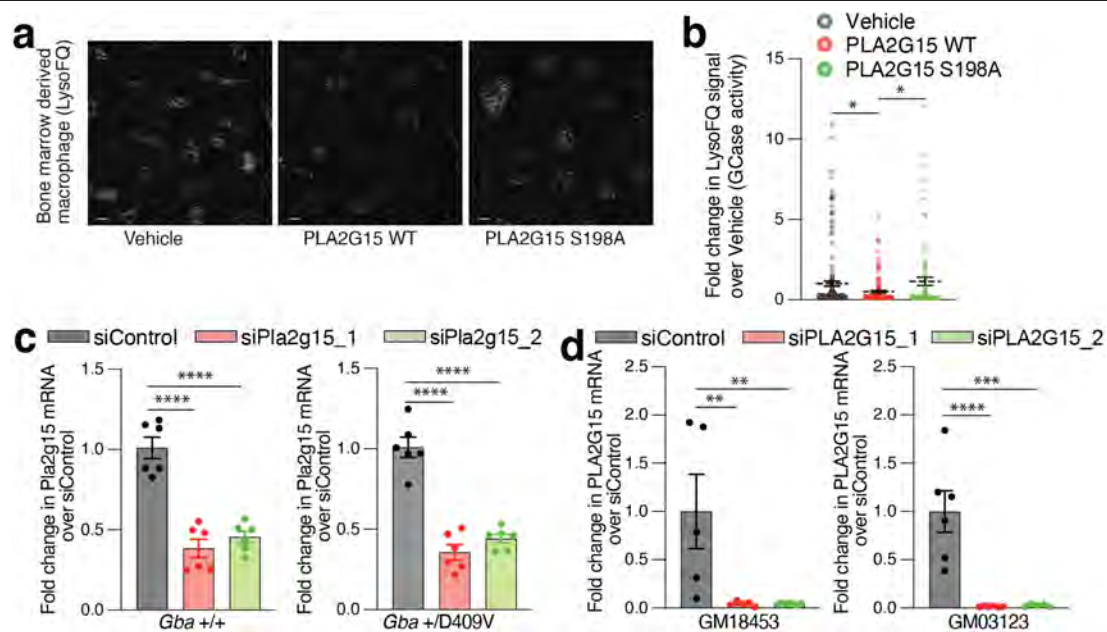 a
Bone marrow derived
macrophage (LysoFQ)
Vehicle
PLA2G15 WT
PLA2G15 S198A
b
Vehicle
PLA2G15 WT
PLA2G15 S198A
Fold change in LysoFQ signal
over Vehicle (GCase activity)
15
10
5
0
*
*
c
siControl
siPla2g15_1
siPla2g15_2
Fold change in Pla2g15 mRNA
over siControl
1.5
1.0
0.5
0.0
****
****
Gba +/+
Fold change in Pla2g15 mRNA
over siControl
1.5
1.0
0.5
0.0
****
****
Gba +/D409V
d
siControl
siPLA2G15_1
siPLA2G15_2
Fold change in PLA2G15 mRNA
over siControl
2.5
2.0
1.5
1.0
0.5
0.0
**
**
GM18453
Fold change in PLA2G15 mRNA
over siControl
2.5
2.0
1.5
1.0
0.5
0.0
***
****
GM03123